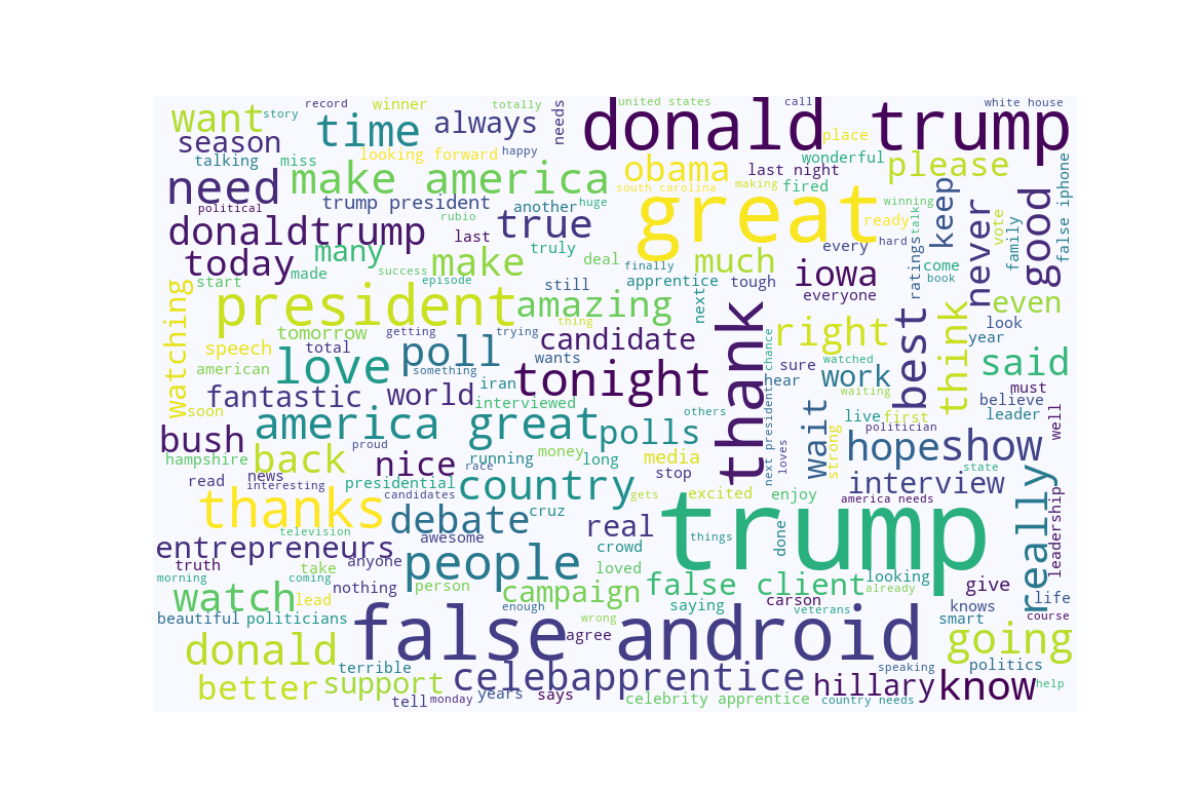 record
winner
totally
united states
call
white house
want
story
time
always
needs
donald trump
place
season
talking
miss
looking forward
happy
obama
last night
wonderful
please
false iphone
need
make america
south carolina
making
fired
keep
good
political
trump president
another
huge
great
winning
talk
never
vote
family
donaldtrump
rubio
last
true
ready
every
hard
today
many
truly
deal
finally
much
iowa
ratings
come
book
made
start
success
episode
make
still
apprentice
tough
everyone
watching
president
amazing
next
thank
even
tomorrow
getting
trying
thing
candidate
right
best
think
look
year
speech
total
love
poll
wants
chance
sure
watched
said
american
something
iran
tonight
hear
work
waiting
must
soon
fantastic
world
interviewed
others
next president
wait
live
first
believe
leader
well
bush
america great
polls
loves
strong
politician
hope
show
proud
hampshire
back
nice
running
money
long
media
stop
race
state
read
news
interesting
presidential
candidates
country
gets
excited
enjoy
interview
america needs
leadership
really
thanks
debate
cruz
real
trump
things
done
television
awesome
entrepreneurs
truth
anyone
people
crowd
loved
morning
coming
take
nothing
person
campaign
false client
looking
already
give
life
watch
lead
enough
saying
carson
veterans
knows
smart
course
beautiful
politicians
false android
wrong
agree
going
donald
terrible
speaking
politics
better
support
celebapprentice
hillary
know
help
tell
monday
years
says
celebrity apprentice
country needs